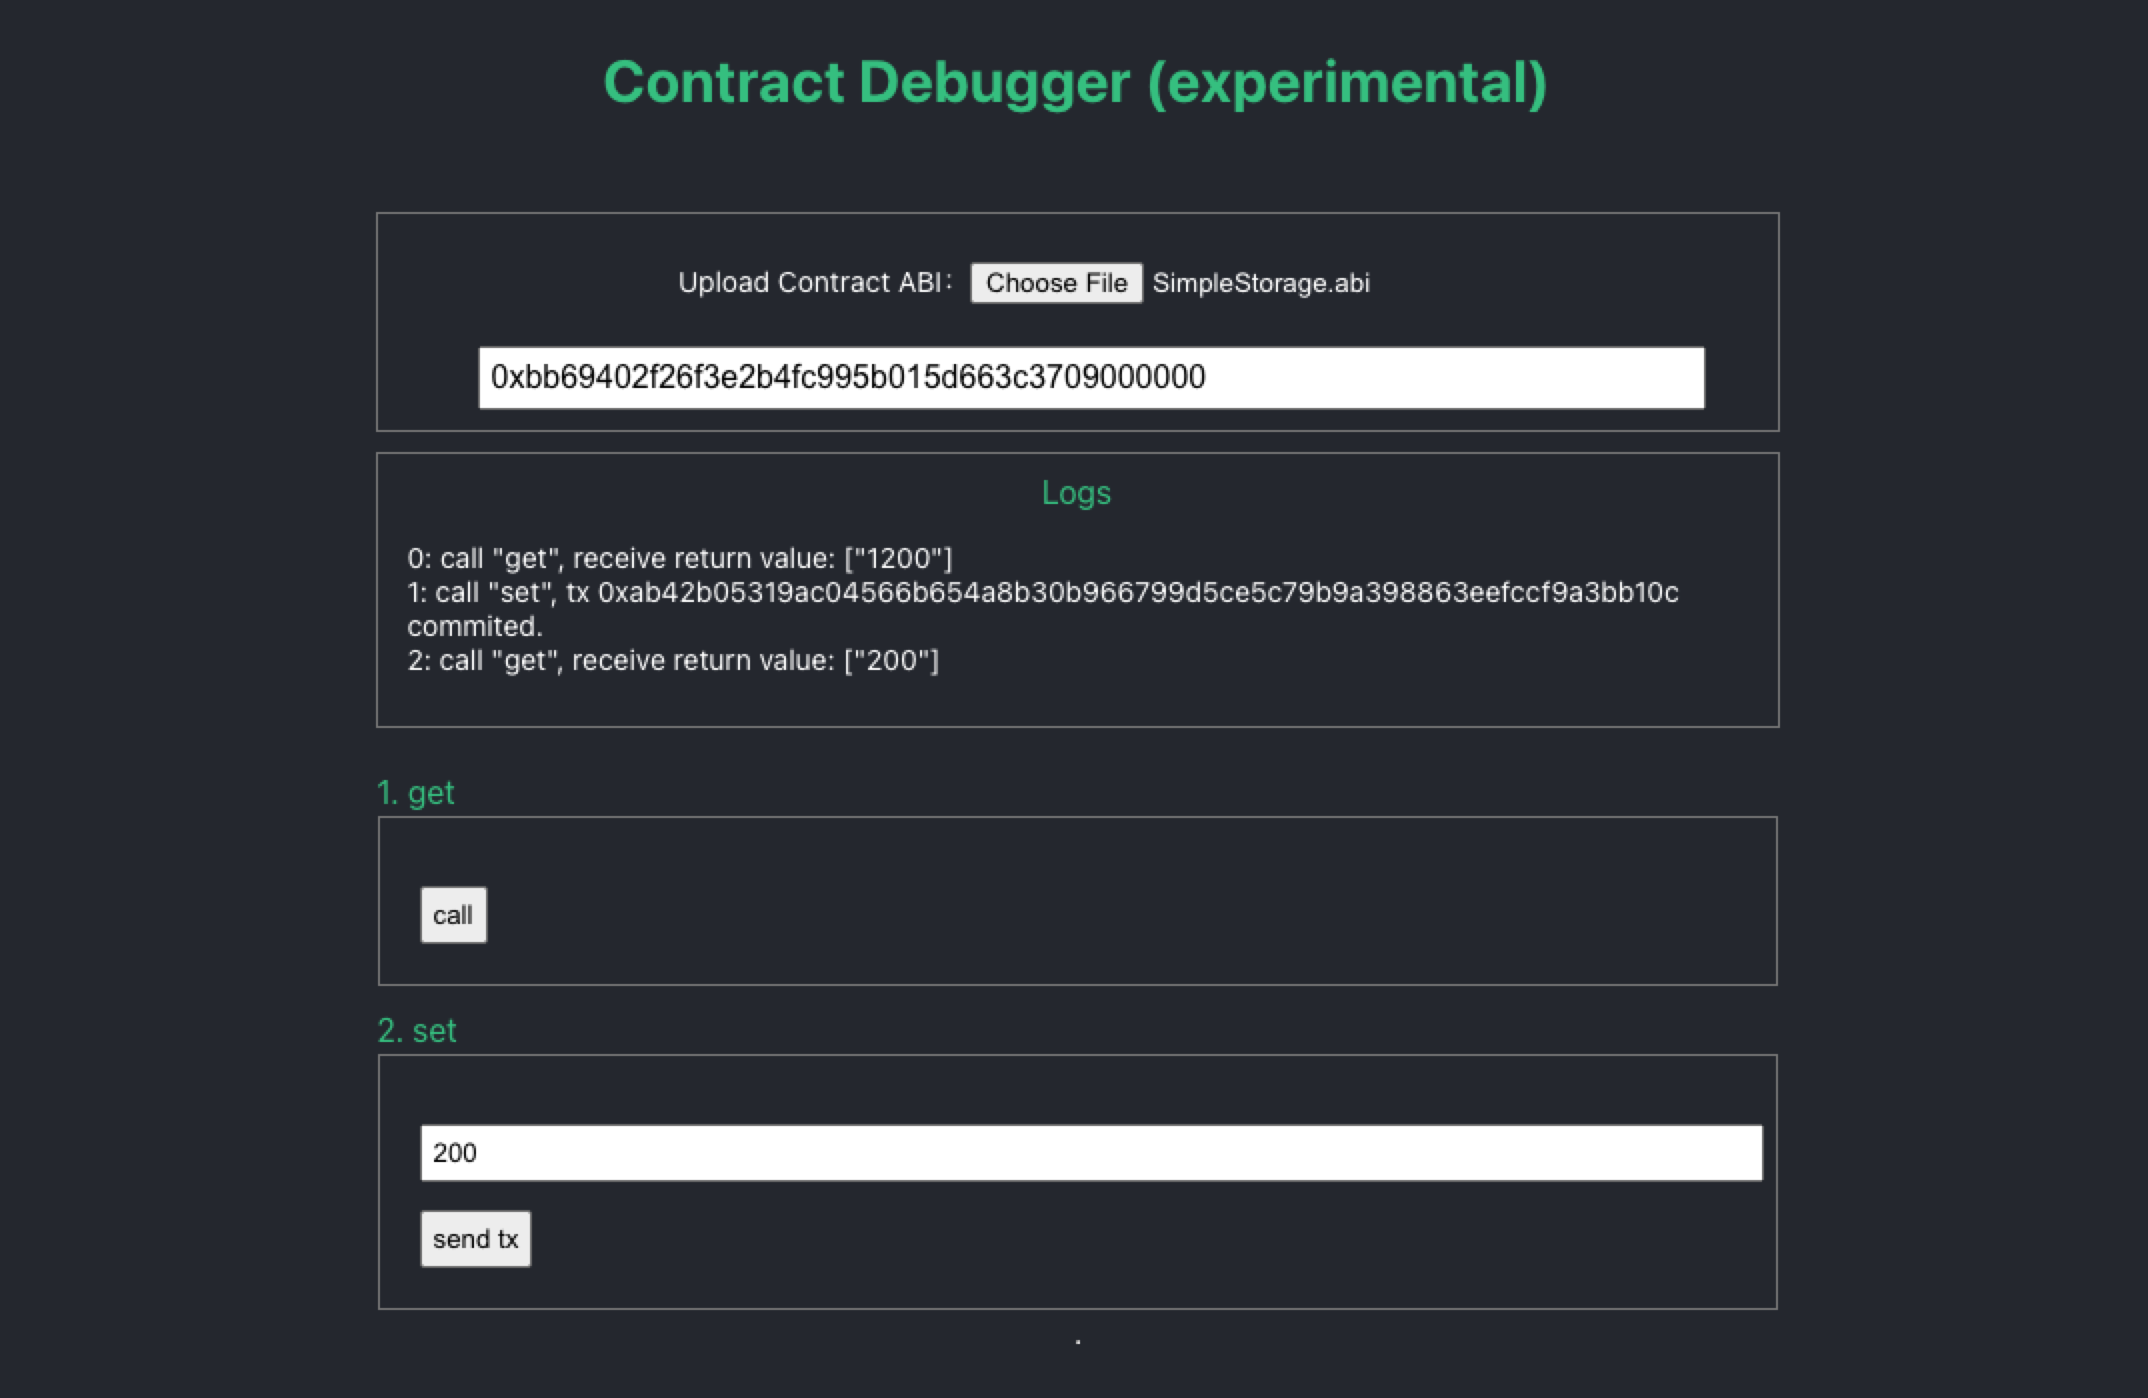 Contract Debugger (experimental)
Upload Contract ABI: Choose File SimpleStorage.abi
0xbb69402f26f3e2b4fc995b015d663c3709000000
Logs
0: call "get", receive return value: ["1200"]
1: call "set", tx 0xab42b05319ac04566b654a8b30b966799d5ce5c79b9a398863eefccf9a3bb10c
commited.
2: call "get", receive return value: ["200"]
1. get
call
2. set
200
send tx
.